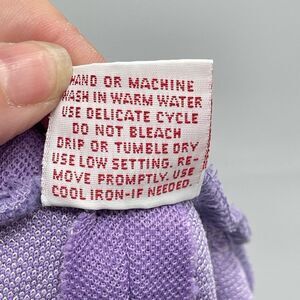 HAND OR MACHINE
WASH IN WARM WATER
USE DELICATE CYCLE
DO NOT BLEACH
DRIP OR TUMBLE DRY
USE LOW SETTING. RE-
MOVE PROMPTLY. USE
COOL IRON-IF NEEDED.